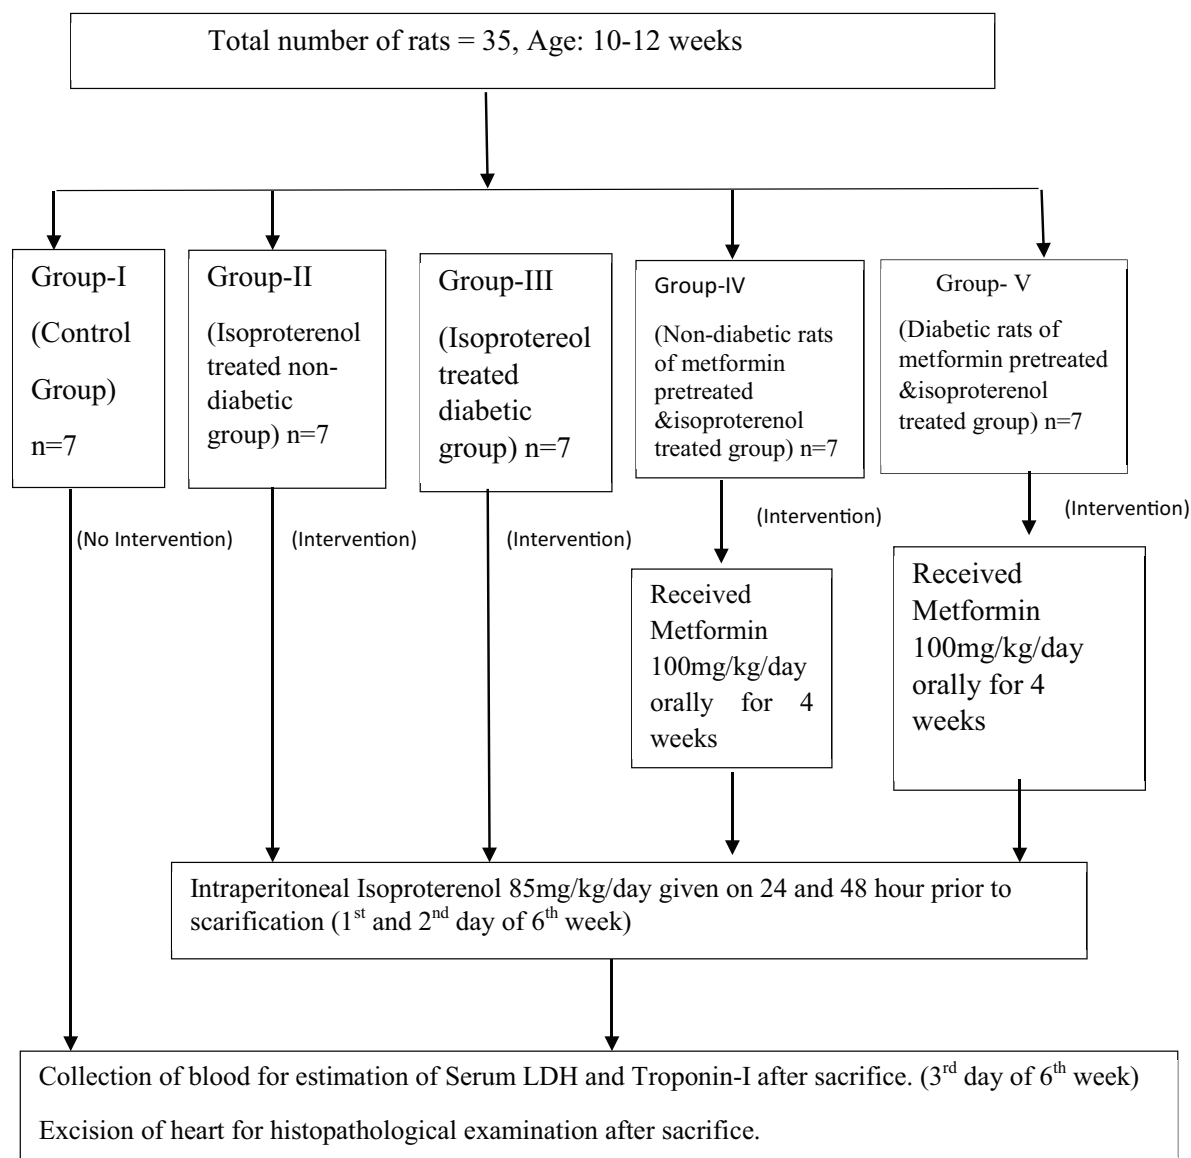 Total number of rats = 35, Age: 10-12 weeks
Group-I
(Control
Group)
n=7
Group-II
(Isoproterenol
treated non-
diabetic
group) n=7
Group-III
(Isoprotereol
treated
diabetic
group) n=7
Group-IV
(Non-diabetic rats
of metformin
pretreated
&isoproterenol
treated group) n=7
Group- V
(Diabetic rats of
metformin pretreated
&isoproterenol
treated group) n=7
(No Intervention)
(Intervention)
(Intervention)
(Intervention)
(Intervention)
Received
Metformin
100mg/kg/day
orally for 4
weeks
Received
Metformin
100mg/kg/day
orally for 4
weeks
Intraperitoneal Isoproterenol 85mg/kg/day given on 24 and 48 hour prior to
scarification (1st and 2nd day of 6th week)
Collection of blood for estimation of Serum LDH and Troponin-I after sacrifice. (3rd day of 6th week)
Excision of heart for histopathological examination after sacrifice.